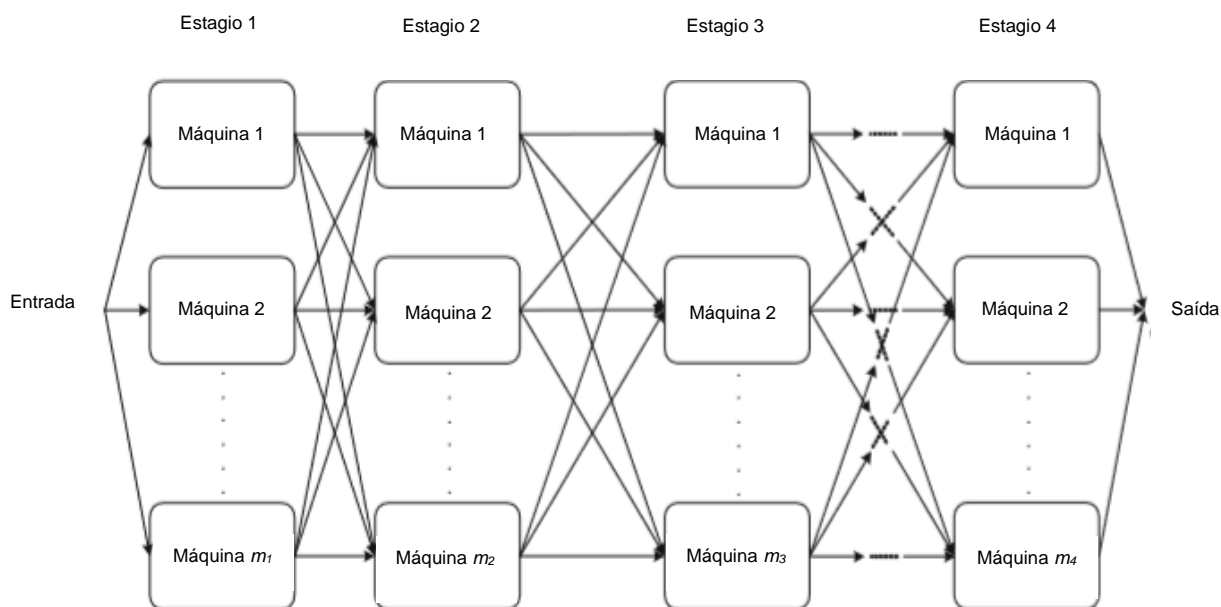 Estagio 1
Estagio 2
Estagio 3
Estagio 4
Máquina 1
Máquina 1
Máquina 1
Máquina 1
Entrada
Máquina 2
Máquina 2
Máquina 2
Máquina 2
Saída
Máquina m1
Máquina m2
Máquina m3
Máquina m4